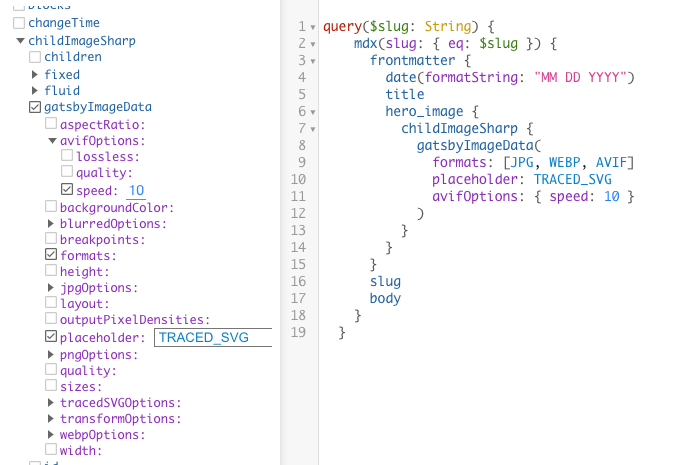 Blocks
changeTime
childImageSharp
children
fixed
fluid
gatsbyImageData
aspectRatio:
avifOptions:
lossless:
quality:
speed: 10
backgroundColor:
blurredOptions:
breakpoints:
formats:
height:
jpgOptions:
layout:
outputPixelDensities:
placeholder: TRACED_SVG
pngOptions:
quality:
sizes:
tracedSVGOptions:
transformOptions:
webpOptions:
width:
id
1 query($slug: String) {
2 mdx(slug: { eq: $slug }) {
3 frontmatter {
4 date(formatString: "MM DD YYYY")
5 title
6 hero_image {
7 childImageSharp {
8 gatsbyImageData(
9 formats: [JPG, WEBP, AVIF]
10 placeholder: TRACED_SVG
11 avifOptions: { speed: 10 }
12 )
13 }
14 }
15 }
16 slug
17 body
18 }
19 }